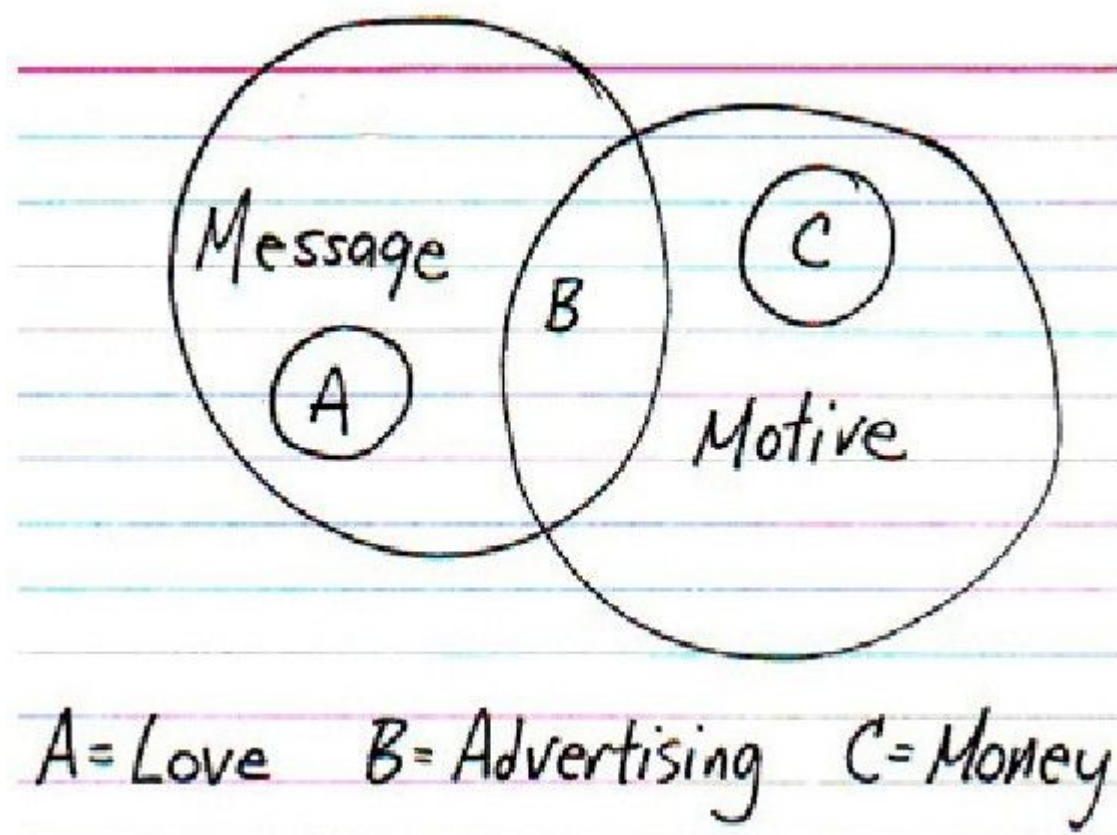 Message
C
B
A
Motive
A=Love B=Advertising C=Money